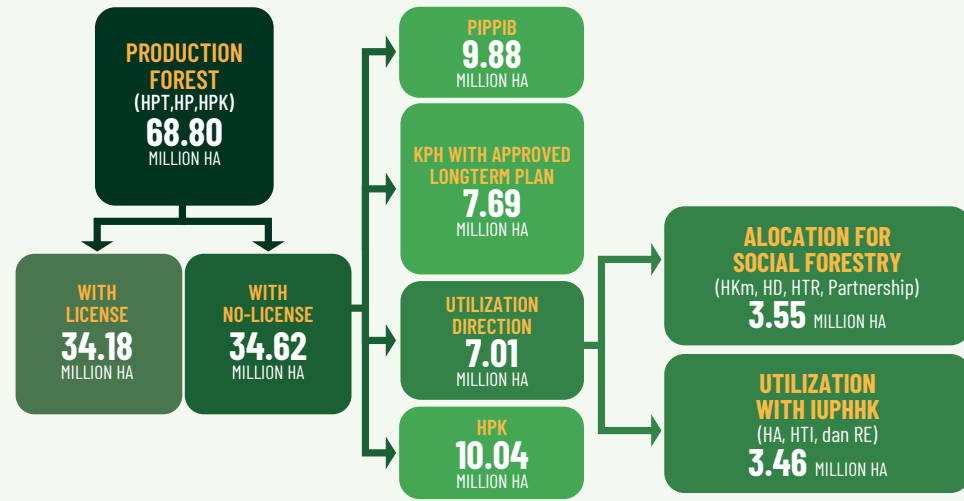 PRODUCTION
FOREST
(HPT,HP,HPK)
68.80
MILLION HA
WITH
LICENSE
34.18
MILLION HA
WITH
NO-LICENSE
34.62
MILLION HA
PIPPIB
9.88
MILLION HA
KPH WITH APPROVED
LONGTERM PLAN
7.69
MILLION HA
UTILIZATION
DIRECTION
7.01
MILLION HA
HPK
10.04
MILLION HA
ALOCATION FOR
SOCIAL FORESTRY
(HKm, HD, HTR, Partnership)
3.55 MILLION HA
UTILIZATION
WITH IUPHHK
(HA, HTI, dan RE)
3.46 MILLION HA